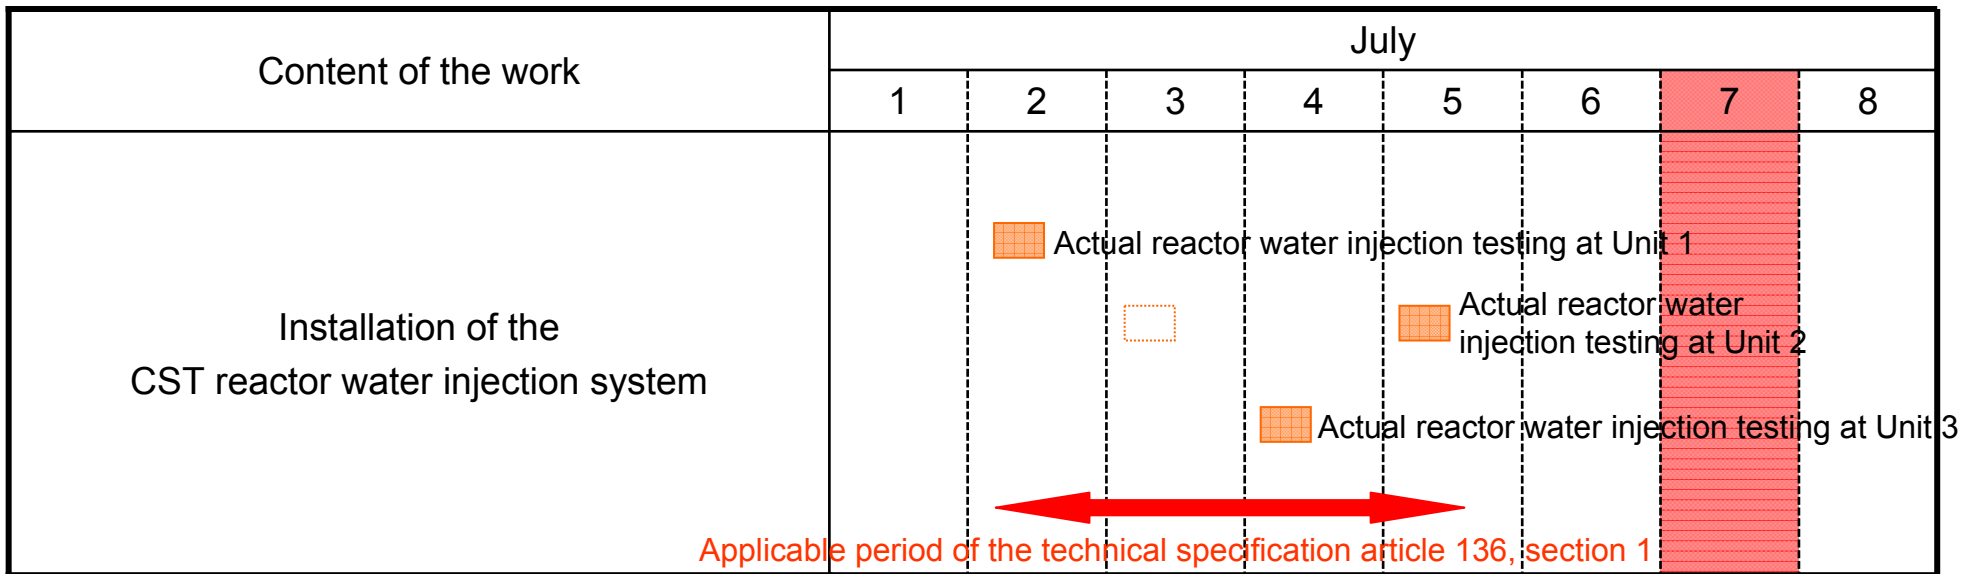 Content of the work
July
1 2 3 4 5 6 7 8
Actual reactor water injection testing at Unit 1
Actual reactor water
injection testing at Unit 2
Installation of the
CST reactor water injection system
Actual reactor water injection testing at Unit 3
Applicable period of the technical specification article 136, section 1